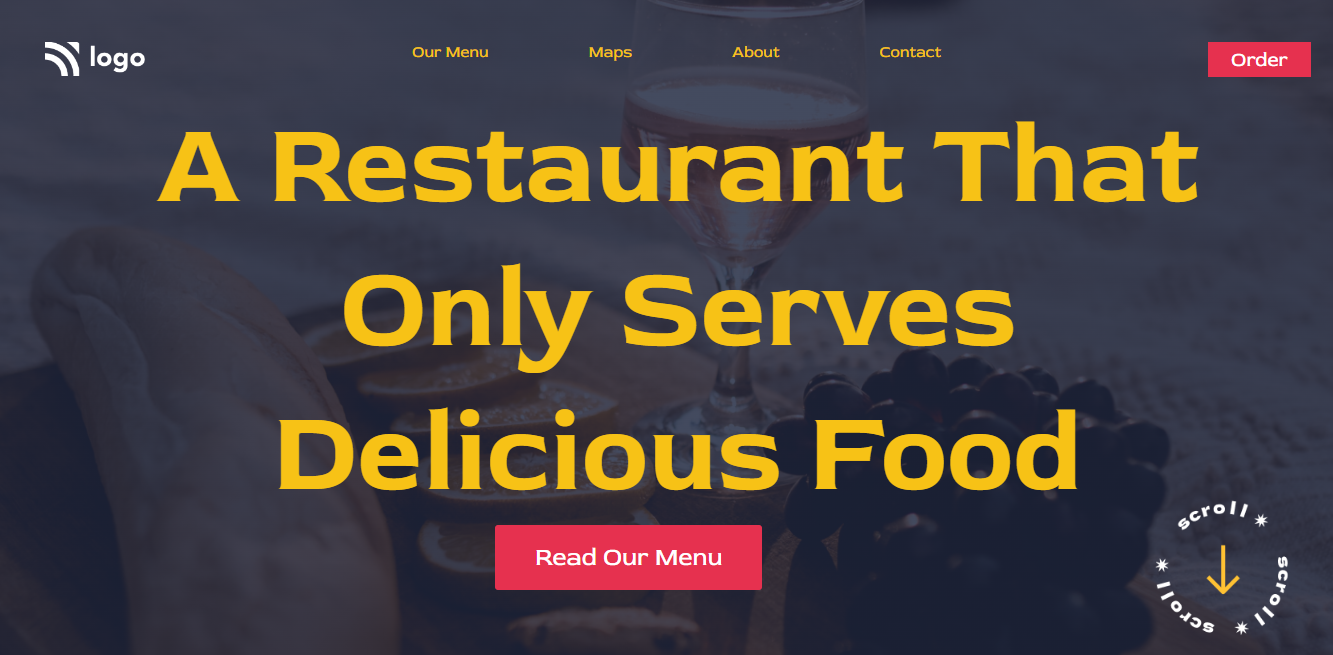 logo
Our Menu
Maps
About
Contact
Order
A Restaurant That
Only Serves
Delicious Food
Read Our Menu
scroll ✷ scroll ✷ scroll ✷